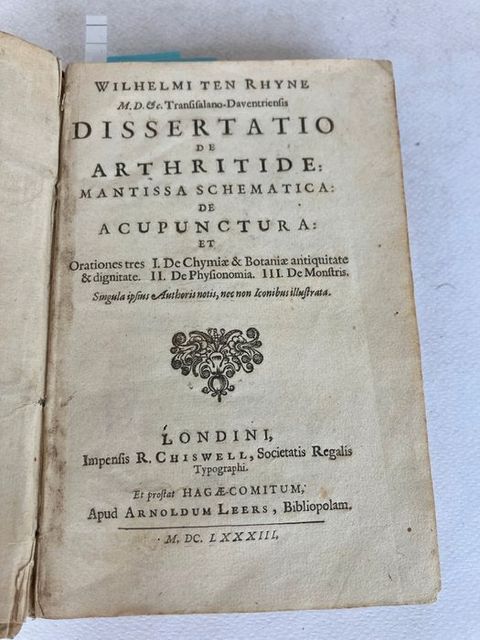 WILHELMI TEN RHYNE
M.D. &c. Transisalano-Daventriensis
DISSERTATIO
DE
ARTHRITIDE:
MANTISSA SCHEMATICA:
DE
ACUPUNCTURA:
ET
Orationes tres I. De Chymiæ & Botaniæ antiquitate
& dignitate. II. De Phyſionomia. III. De Monſtris.
Singula ipſius Authoris notis, nec non Iconibus illuſtrata.
LONDINI,
Impenſis R. CHISWELL, Societatis Regalis
Typographi.
Et proſtat HAGÆ-COMITUM,
Apud ARNOLDUM LEERS, Bibliopolam.
M. DC. LXXXIII.